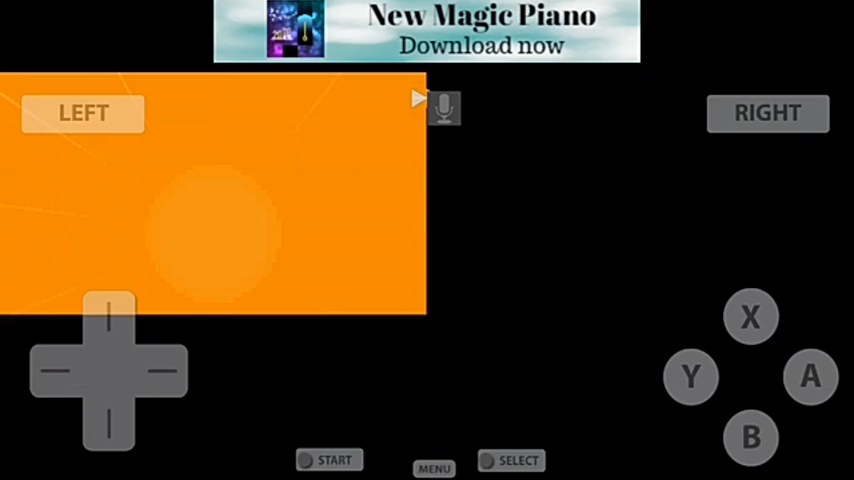 New Magic Piano
Download now
LEFT
RIGHT
X
Y
A
B
START
SELECT
MENU